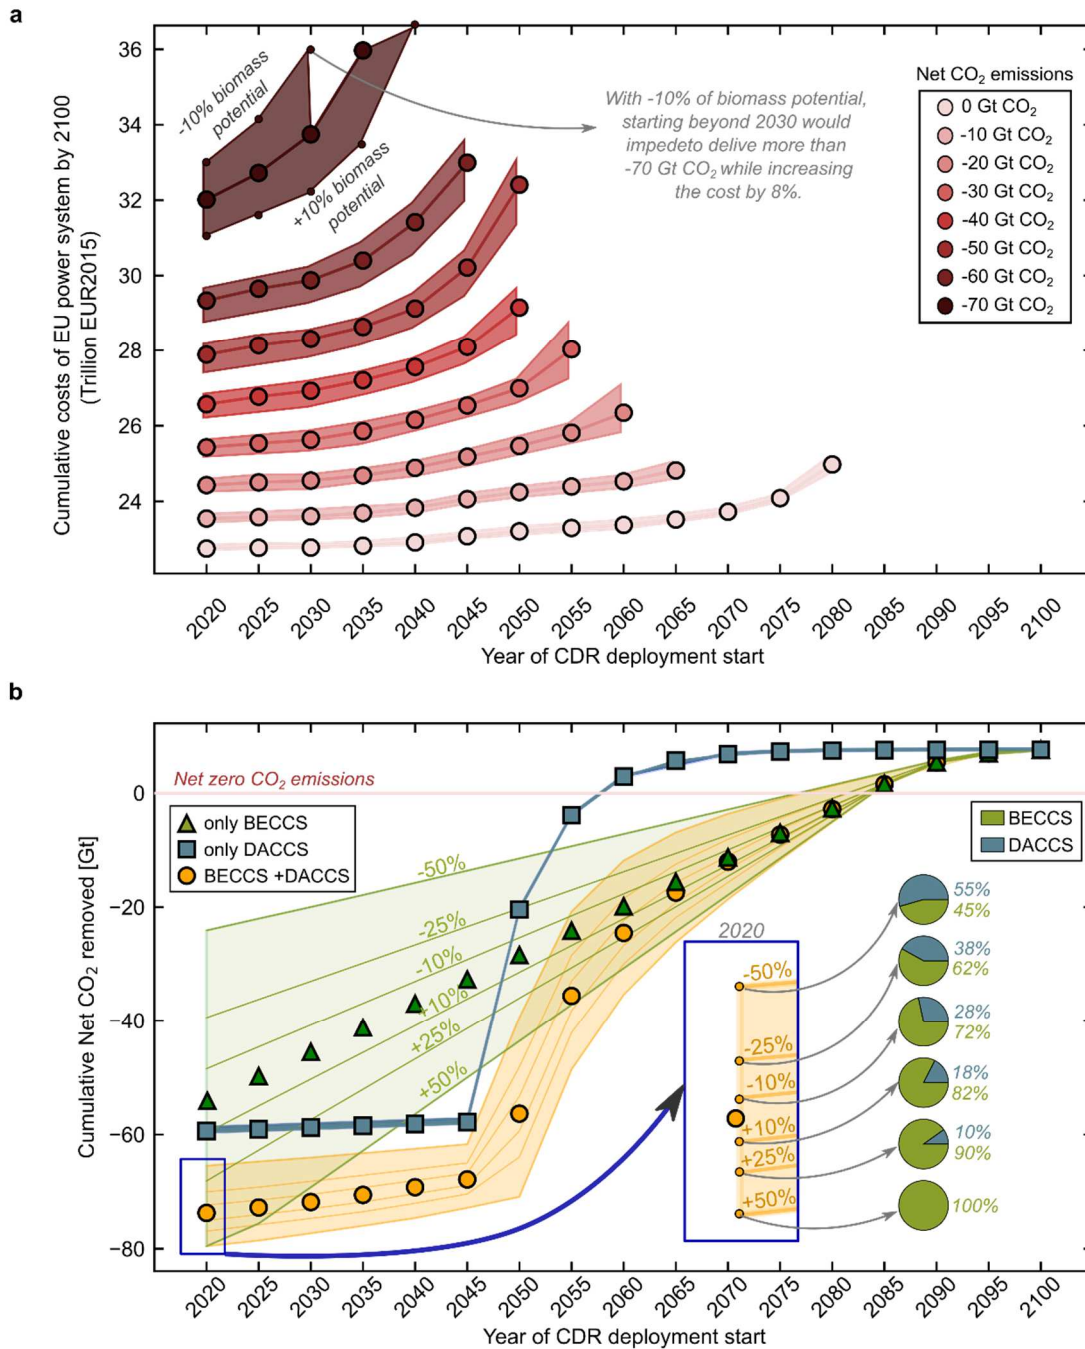 a
Cumulative costs of EU power system by 2100
(Trillion EUR2015)
36
34
32
30
28
26
24
-10% biomass
potential
+10% biomass
potential
With -10% of biomass potential,
starting beyond 2030 would
impedeto delive more than
-70 Gt CO₂ while increasing
the cost by 8%.
Net CO₂ emissions
0 Gt CO₂
-10 Gt CO₂
-20 Gt CO₂
-30 Gt CO₂
-40 Gt CO₂
-50 Gt CO₂
-60 Gt CO₂
-70 Gt CO₂
2020 2025 2030 2035 2040 2045 2050 2055 2060 2065 2070 2075 2080 2085 2090 2095 2100
Year of CDR deployment start
b
Cumulative Net CO₂ removed [Gt]
0
−20
−40
−60
−80
Net zero CO₂ emissions
only BECCS
only DACCS
BECCS +DACCS
-50%
-25%
-10%
+10%
+25%
+50%
BECCS
DACCS
2020
-50%
-25%
-10%
+10%
+25%
+50%
55%
45%
38%
62%
28%
72%
18%
82%
10%
90%
100%
2020 2025 2030 2035 2040 2045 2050 2055 2060 2065 2070 2075 2080 2085 2090 2095 2100
Year of CDR deployment start